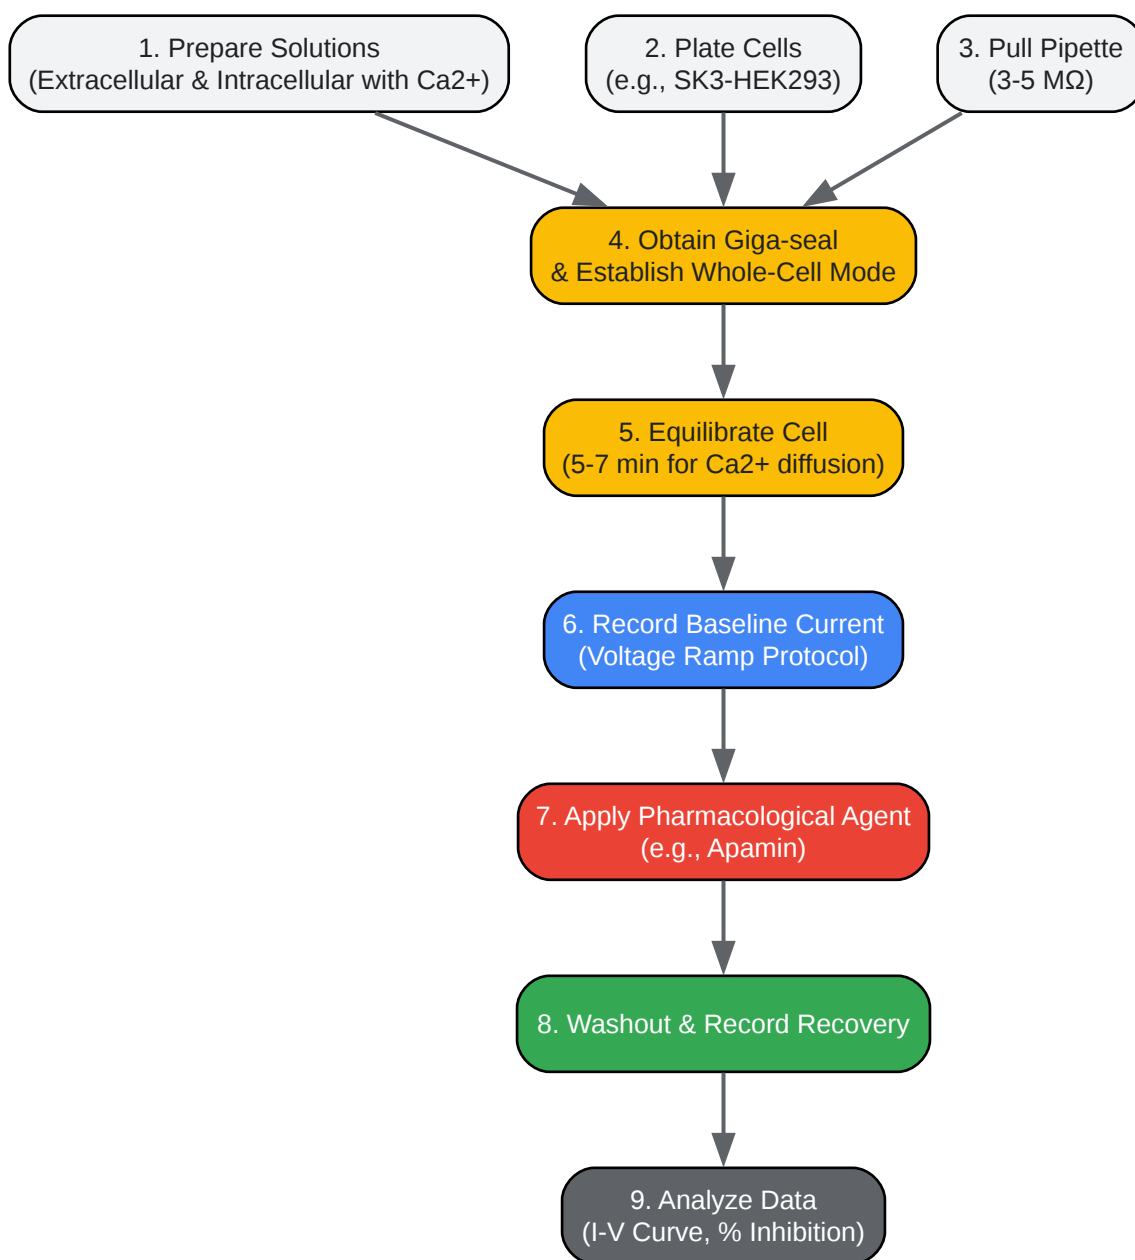 1. Prepare Solutions
(Extracellular & Intracellular with Ca2+)
2. Plate Cells
(e.g., SK3-HEK293)
3. Pull Pipette
(3-5 MΩ)
4. Obtain Giga-seal
& Establish Whole-Cell Mode
5. Equilibrate Cell
(5-7 min for Ca2+ diffusion)
6. Record Baseline Current
(Voltage Ramp Protocol)
7. Apply Pharmacological Agent
(e.g., Apamin)
8. Washout & Record Recovery
9. Analyze Data
(I-V Curve, % Inhibition)